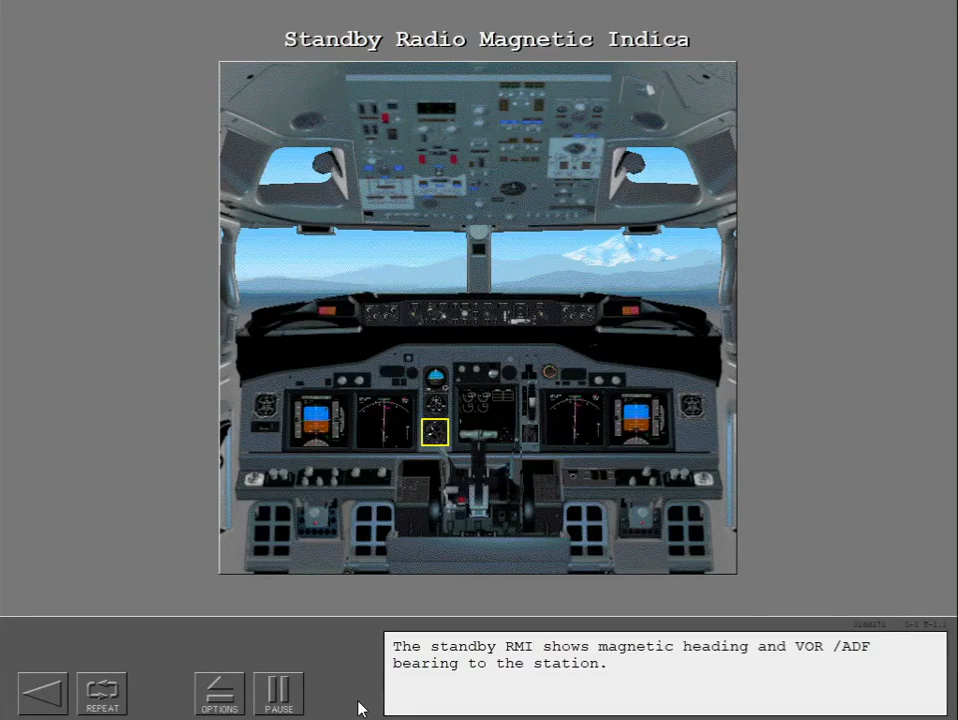 Standby Radio Magnetic Indica
The standby RMI shows magnetic heading and VOR /ADF
bearing to the station.
REPEAT
OPTIONS
PAUSE